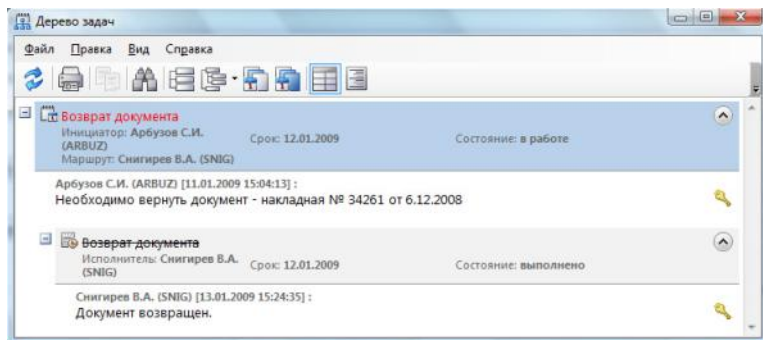 Дерево задач
Файл Правка Вид Справка
Возврат документа
Инициатор: Арбузов С.И. (ARBUZ)
Срок: 12.01.2009
Состояние: в работе
Маршрут: Снигирев В.А. (SNIG)
Арбузов С.И. (ARBUZ) [11.01.2009 15:04:13] :
Необходимо вернуть документ - накладная № 34261 от 6.12.2008
Возврат документа
Исполнитель: Снигирев В.А. (SNIG)
Срок: 12.01.2009
Состояние: выполнено
Снигирев В.А. (SNIG) [13.01.2009 15:24:35] :
Документ возвращен.